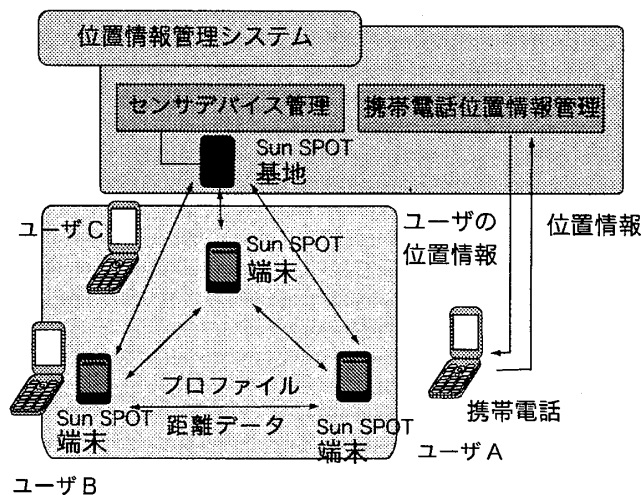 位置情報管理システム
センサデバイス管理
携帯電話位置情報管理
Sun SPOT
基地
ユーザC
Sun SPOT
端末
ユーザの
位置情報
位置情報
プロファイル
距離データ
Sun SPOT
端末
Sun SPOT
端末
携帯電話
ユーザA
ユーザB